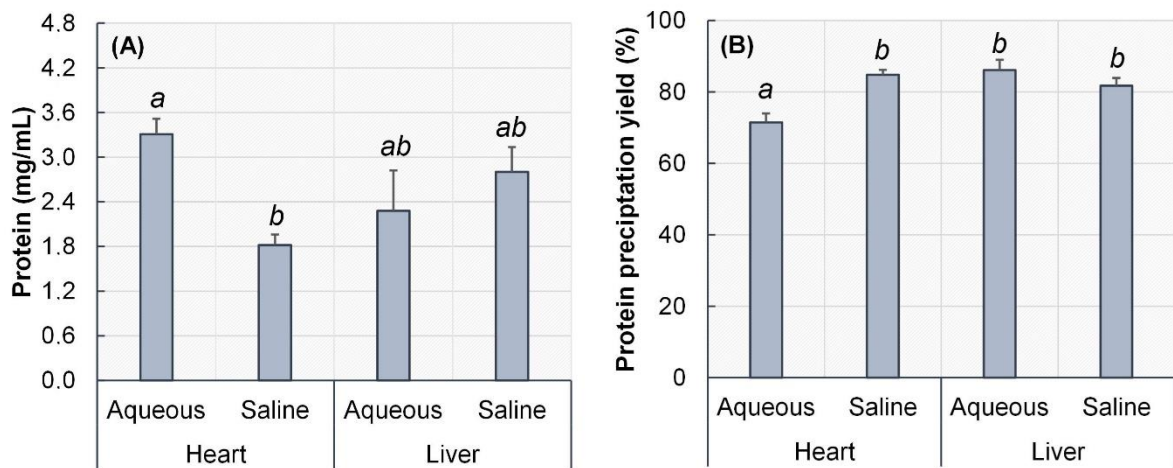 (A)
Protein (mg/mL)
4.8
4.2
3.6
3.0
2.4
1.8
1.2
0.6
0.0
a
b
ab
ab
Aqueous Saline Aqueous Saline
Heart Liver
(B)
Protein preciptation yield (%)
100
80
60
40
20
0
a
b
b
b
Aqueous Saline Aqueous Saline
Heart Liver